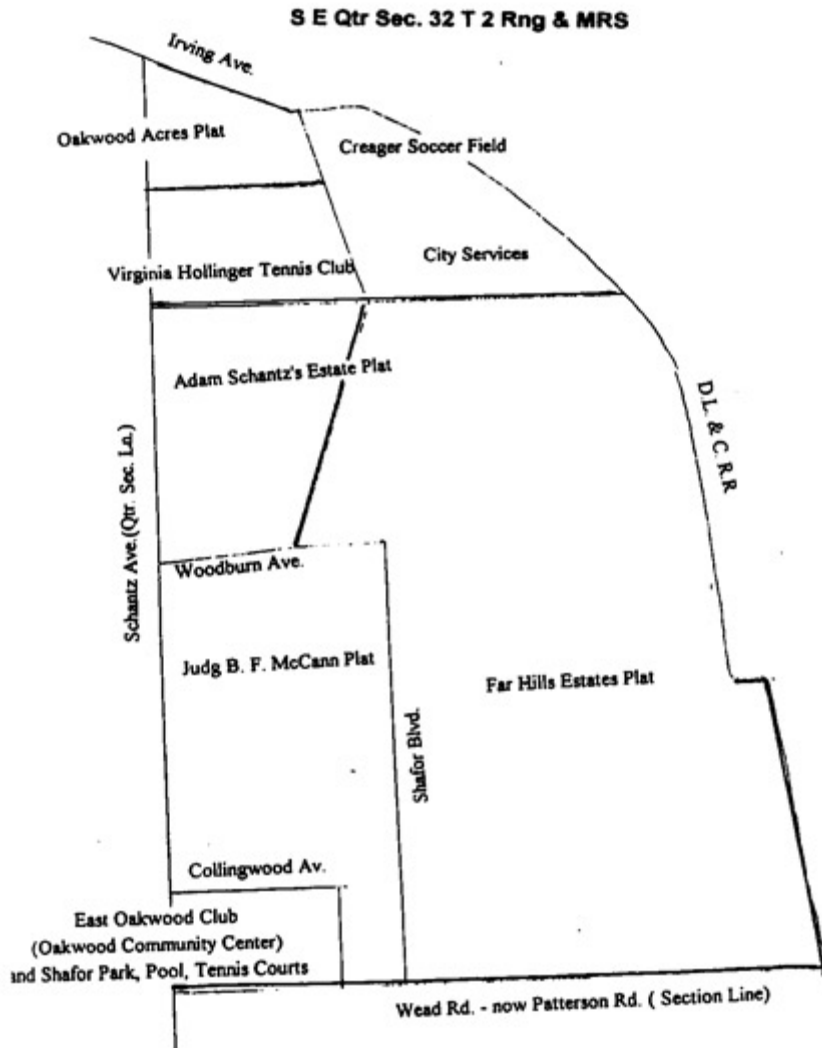 S E Qtr Sec. 32 T 2 Rng & MRS
Irving Ave.
Oakwood Acres Plat
Creager Soccer Field
Virginia Hollinger Tennis Club
City Services
Adam Schantz's Estate Plat
D.L. & C. R.R
Schantz Ave.(Qtr. Sec. Ln.)
Woodburn Ave.
Judg B. F. McCann Plat
Far Hills Estates Plat
Shafor Blvd.
Collingwood Av.
East Oakwood Club
(Oakwood Community Center)
and Shafor Park, Pool, Tennis Courts
Wead Rd. - now Patterson Rd. ( Section Line)